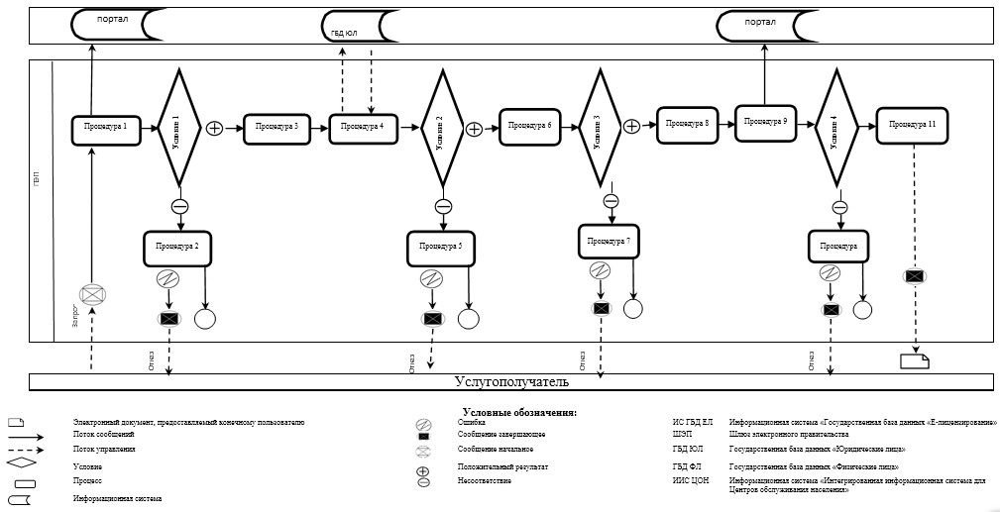 портал
ГБД ЮЛ
портал
ГЭП
Процедура 1
Условие 1
Процедура 3
Процедура 4
Условие 2
Процедура 6
Условие 3
Процедура 8
Процедура 9
Условие 4
Процедура 11
Процедура 2
Процедура 5
Процедура 7
Процедура
Запрос
Отказ
Отказ
Отказ
Отказ
Услугополучатель
Условные обозначения:
Электронный документ, предоставляемый конечному пользователю
Поток сообщений
Поток управления
Условие
Процесс
Информационная система
Ошибка
Сообщение завершающее
Сообщение начальное
Положительный результат
Несоответствие
ИС ГБД ЕЛ Информационная система «Государственная база данных «Е-лицензирование»
ШЭП Шлюз электронного правительства
ГБД ЮЛ Государственная база данных «Юридические лица»
ГБД ФЛ Государственная база данных «Физические лица»
ИИС ЦОН Информационная система «Интегрированная информационная система для
Центров обслуживания населения»